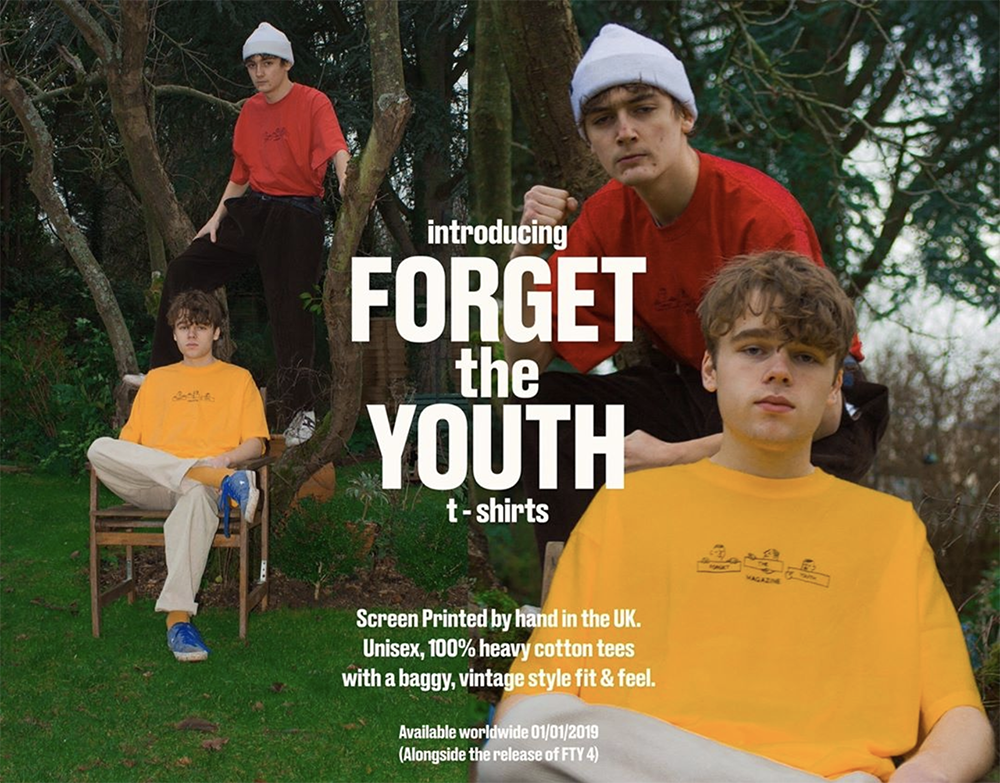 introducing
FORGET
the
YOUTH
t - shirts
FORGET
THE
YOUTH
MAGAZINE
Screen Printed by hand in the UK.
Unisex, 100% heavy cotton tees
with a baggy, vintage style fit & feel.
Available worldwide 01/01/2019
(Alongside the release of FTY 4)